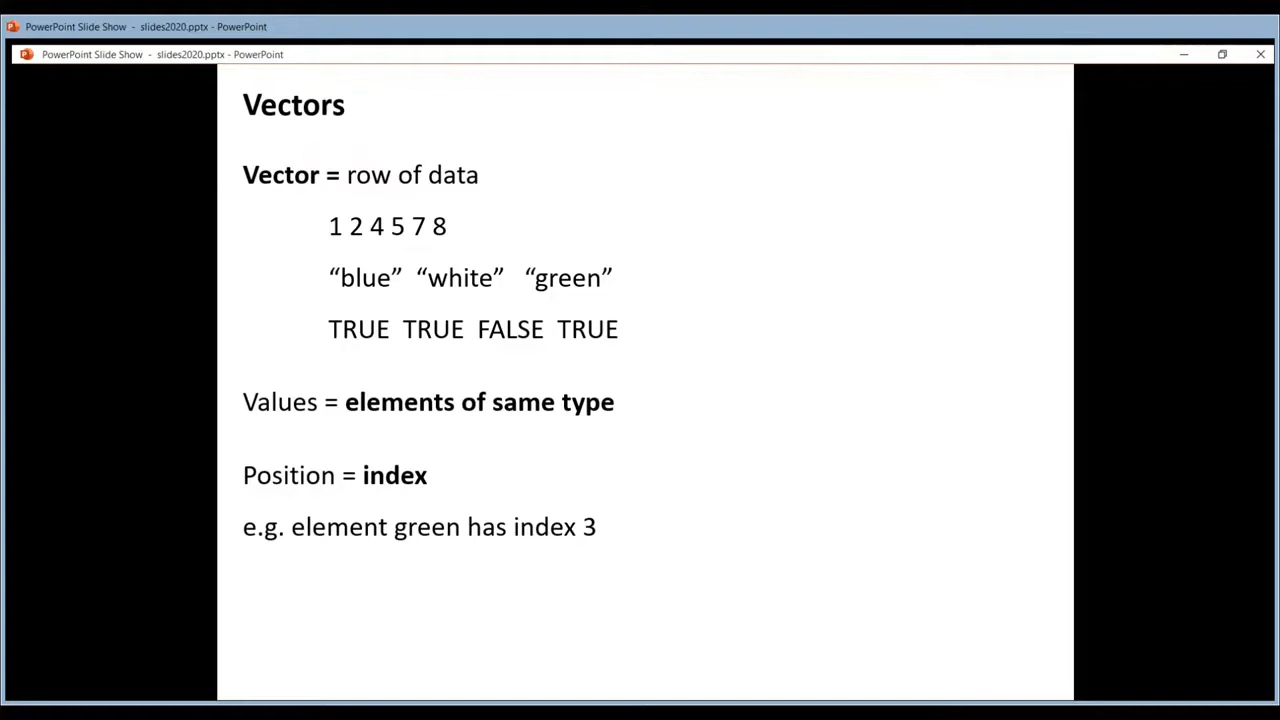 PowerPoint Slide Show - slides2020.pptx - PowerPoint
PowerPoint Slide Show - slides2020.pptx - PowerPoint
Vectors
Vector = row of data
1 2 4 5 7 8
“blue” “white” “green”
TRUE TRUE FALSE TRUE
Values = elements of same type
Position = index
e.g. element green has index 3